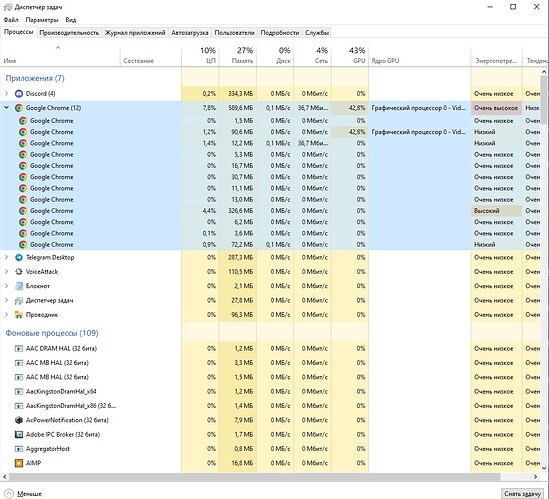 Диспетчер задач
Файл Параметры Вид
Процессы Производительность Журнал приложений Автозагрузка Пользователи Подробности Службы
10% 27% 0% 4% 43%
Имя Состояние ЦП Память Диск Сеть GPU Ядро GPU Энергопотре... Тенден
Приложения (7)
Discord (4) 0,2% 334,3 МБ 0 МБ/с 0 Мбит/с 0% Очень низкое Очен
Google Chrome (12) 7,8% 589,6 МБ 0,1 МБ/с 36,7 Мби... 42,8% Графический процессор 0 - Vid... Очень высокое Низк
Google Chrome 0% 1,5 МБ 0 МБ/с 0 Мбит/с 0% Очень низкое Очен
Google Chrome 1,2% 90,6 МБ 0 МБ/с 0 Мбит/с 42,8% Графический процессор 0 - Vid... Низкий Очен
Google Chrome 1,4% 12,2 МБ 0,1 МБ/с 36,7 Мби... 0% Низкий Очен
Google Chrome 0% 5,3 МБ 0 МБ/с 0 Мбит/с 0% Очень низкое Очен
Google Chrome 0% 16,7 МБ 0 МБ/с 0 Мбит/с 0% Очень низкое Очен
Google Chrome 0% 30,7 МБ 0 МБ/с 0 Мбит/с 0% Очень низкое Очен
Google Chrome 0% 11,1 МБ 0 МБ/с 0 Мбит/с 0% Очень низкое Очен
Google Chrome 0% 13,0 МБ 0 МБ/с 0 Мбит/с 0% Очень низкое Очен
Google Chrome 4,4% 326,6 МБ 0 МБ/с 0 Мбит/с 0% Высокий Очен
Google Chrome 0% 6,2 МБ 0 МБ/с 0 Мбит/с 0% Очень низкое Очен
Google Chrome 0,1% 3,6 МБ 0 МБ/с 0 Мбит/с 0% Очень низкое Очен
Google Chrome 0,9% 72,2 МБ 0,1 МБ/с 0 Мбит/с 0% Низкий Очен
Telegram Desktop 0% 287,3 МБ 0 МБ/с 0 Мбит/с 0% Очень низкое Очен
VoiceAttack 0% 110,5 МБ 0 МБ/с 0 Мбит/с 0% Очень низкое Очен
Блокнот 0% 2,1 МБ 0 МБ/с 0 Мбит/с 0% Очень низкое Очен
Диспетчер задач 0% 27,8 МБ 0 МБ/с 0 Мбит/с 0% Очень низкое Очен
Проводник 0% 96,3 МБ 0 МБ/с 0 Мбит/с 0% Очень низкое Очен
Фоновые процессы (109)
AAC DRAM HAL (32 бита) 0% 1,2 МБ 0 МБ/с 0 Мбит/с 0% Очень низкое Очен
AAC MB HAL (32 бита) 0% 3,3 МБ 0 МБ/с 0 Мбит/с 0% Очень низкое Очен
AAC MB HAL (32 бита) 0% 1,5 МБ 0 МБ/с 0 Мбит/с 0% Очень низкое Очен
AacKingstonDramHal_x64 0% 1,2 МБ 0 МБ/с 0 Мбит/с 0% Очень низкое Очен
AacKingstonDramHal_x86 (32 б... 0% 1,4 МБ 0 МБ/с 0 Мбит/с 0% Очень низкое Очен
AcPowerNotification (32 бита) 0% 7,9 МБ 0 МБ/с 0 Мбит/с 0% Очень низкое Очен
Adobe IPC Broker (32 бита) 0% 1,7 МБ 0 МБ/с 0 Мбит/с 0% Очень низкое Очен
AggregatorHost 0% 0,8 МБ 0 МБ/с 0 Мбит/с 0% Очень низкое Очен
AIMP 0% 16,8 МБ 0 МБ/с 0 Мбит/с 0% Очень низкое Очен
Меньше Снять задачу